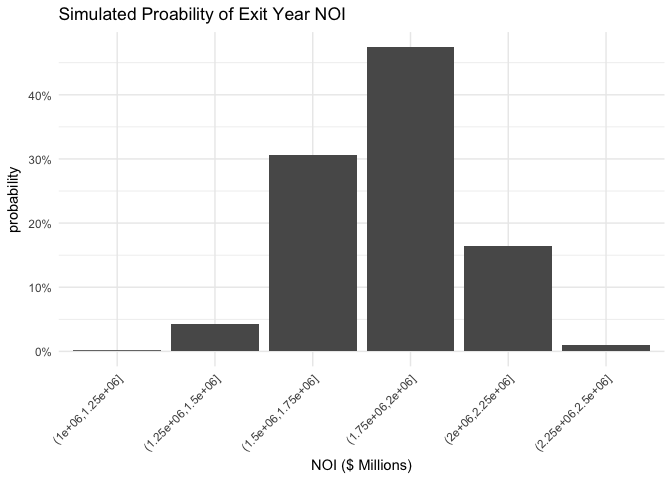 Simulated Proability of Exit Year NOI
probability
40%
30%
20%
10%
0%
(1e+06,1.25e+06]
(1.25e+06,1.5e+06]
(1.5e+06,1.75e+06]
(1.75e+06,2e+06]
(2e+06,2.25e+06]
(2.25e+06,2.5e+06]
NOI ($ Millions)